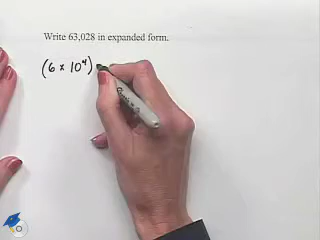 Write 63,028 in expanded form.
(6 × 10⁴)